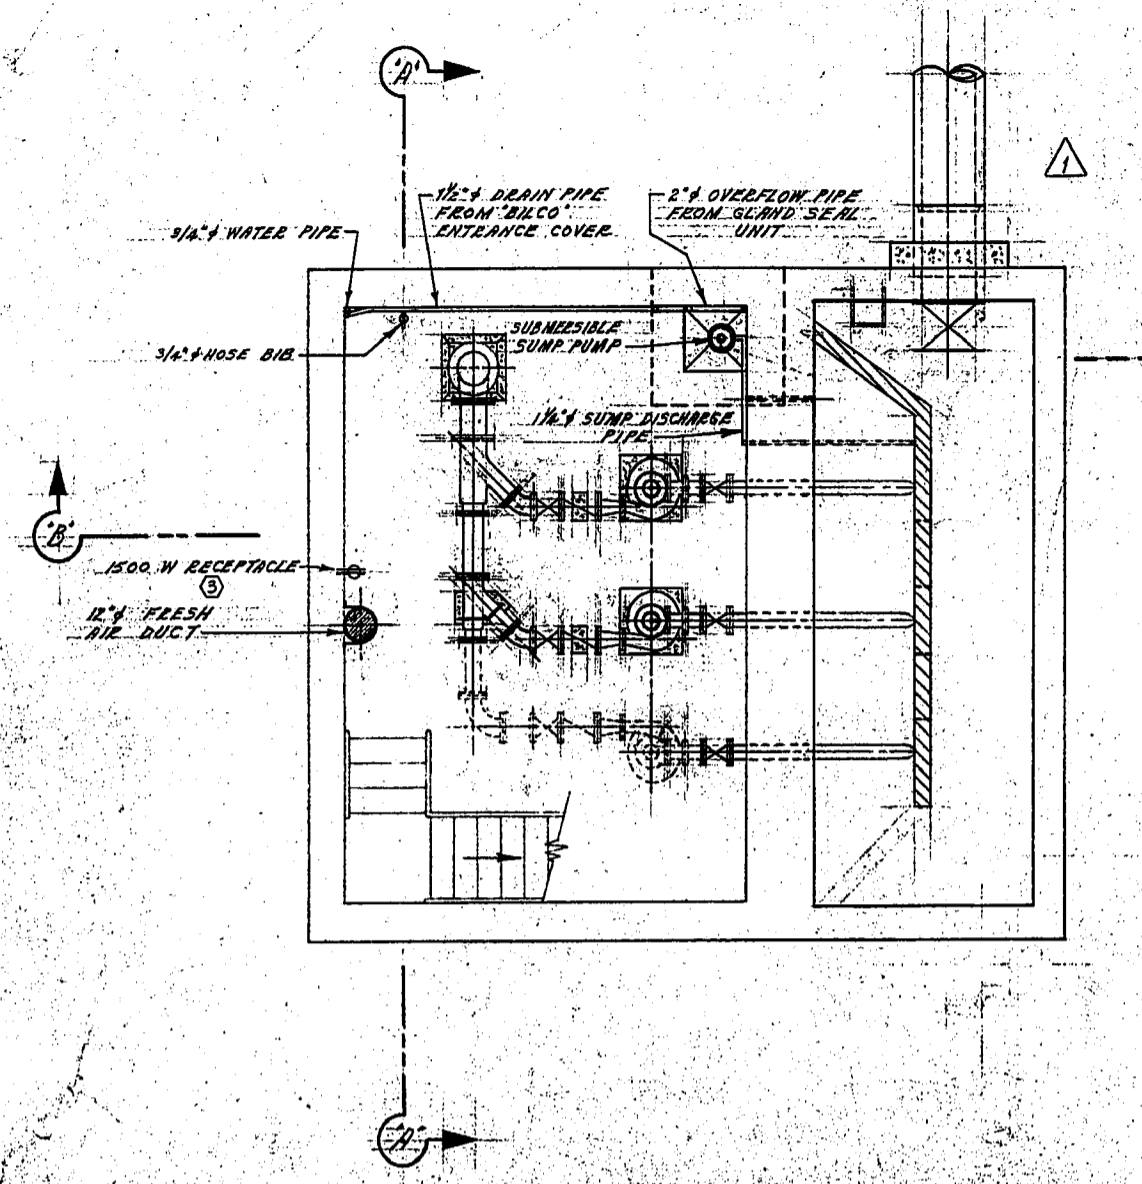 "A"
1
1½"ϕ DRAIN PIPE
FROM "BILCO"
ENTRANCE COVER
2"ϕ OVERFLOW PIPE
FROM GLAND SEAL
UNIT
3/4"ϕ WATER PIPE
3/4"ϕ HOSE BIB
SUBMERSIBLE
SUMP PUMP
1¼"ϕ SUMP DISCHARGE
PIPE
"B"
1500 W RECEPTACLE
3
12"ϕ FRESH
AIR DUCT
"A"